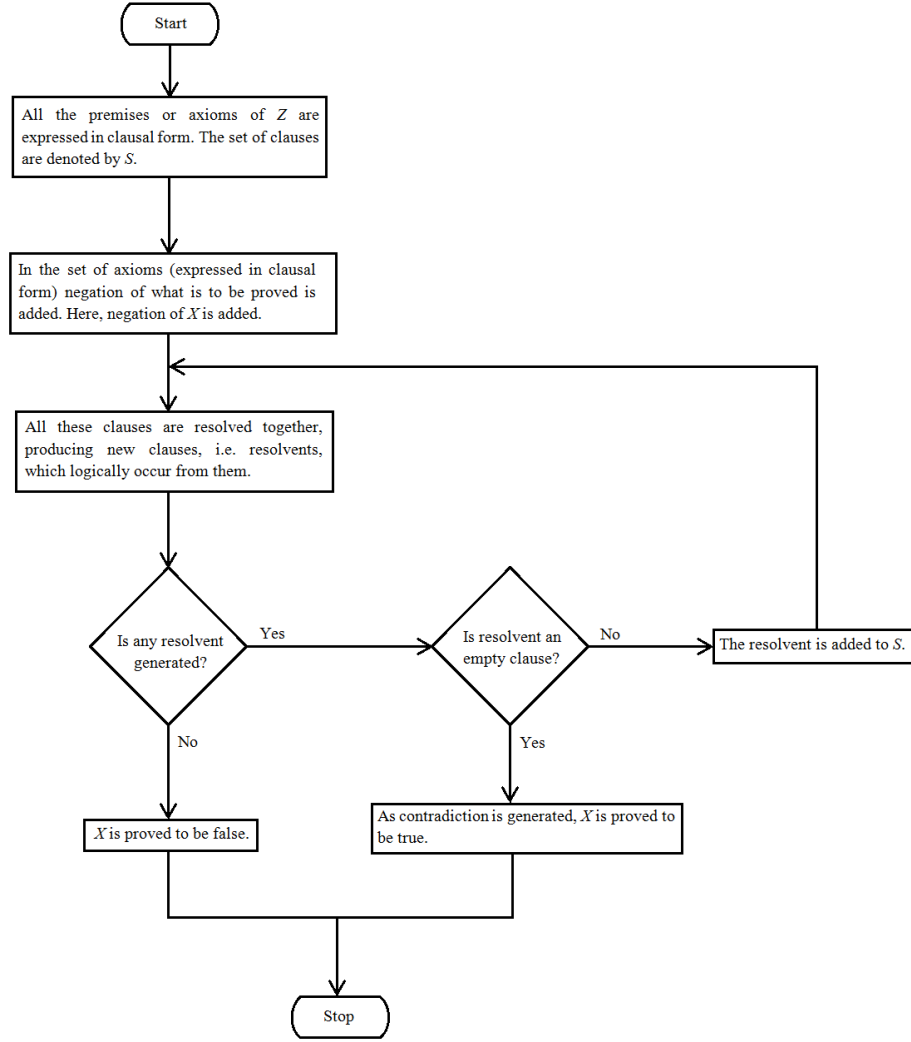 Start
All the premises or axioms of Z are
expressed in clausal form. The set of clauses
are denoted by S.
In the set of axioms (expressed in clausal
form) negation of what is to be proved is
added. Here, negation of X is added.
All these clauses are resolved together,
producing new clauses, i.e. resolvents,
which logically occur from them.
Is any resolvent
generated?
Yes
Is resolvent an
empty clause?
No
The resolvent is added to S.
No
Yes
X is proved to be false.
As contradiction is generated, X is proved to
be true.
Stop